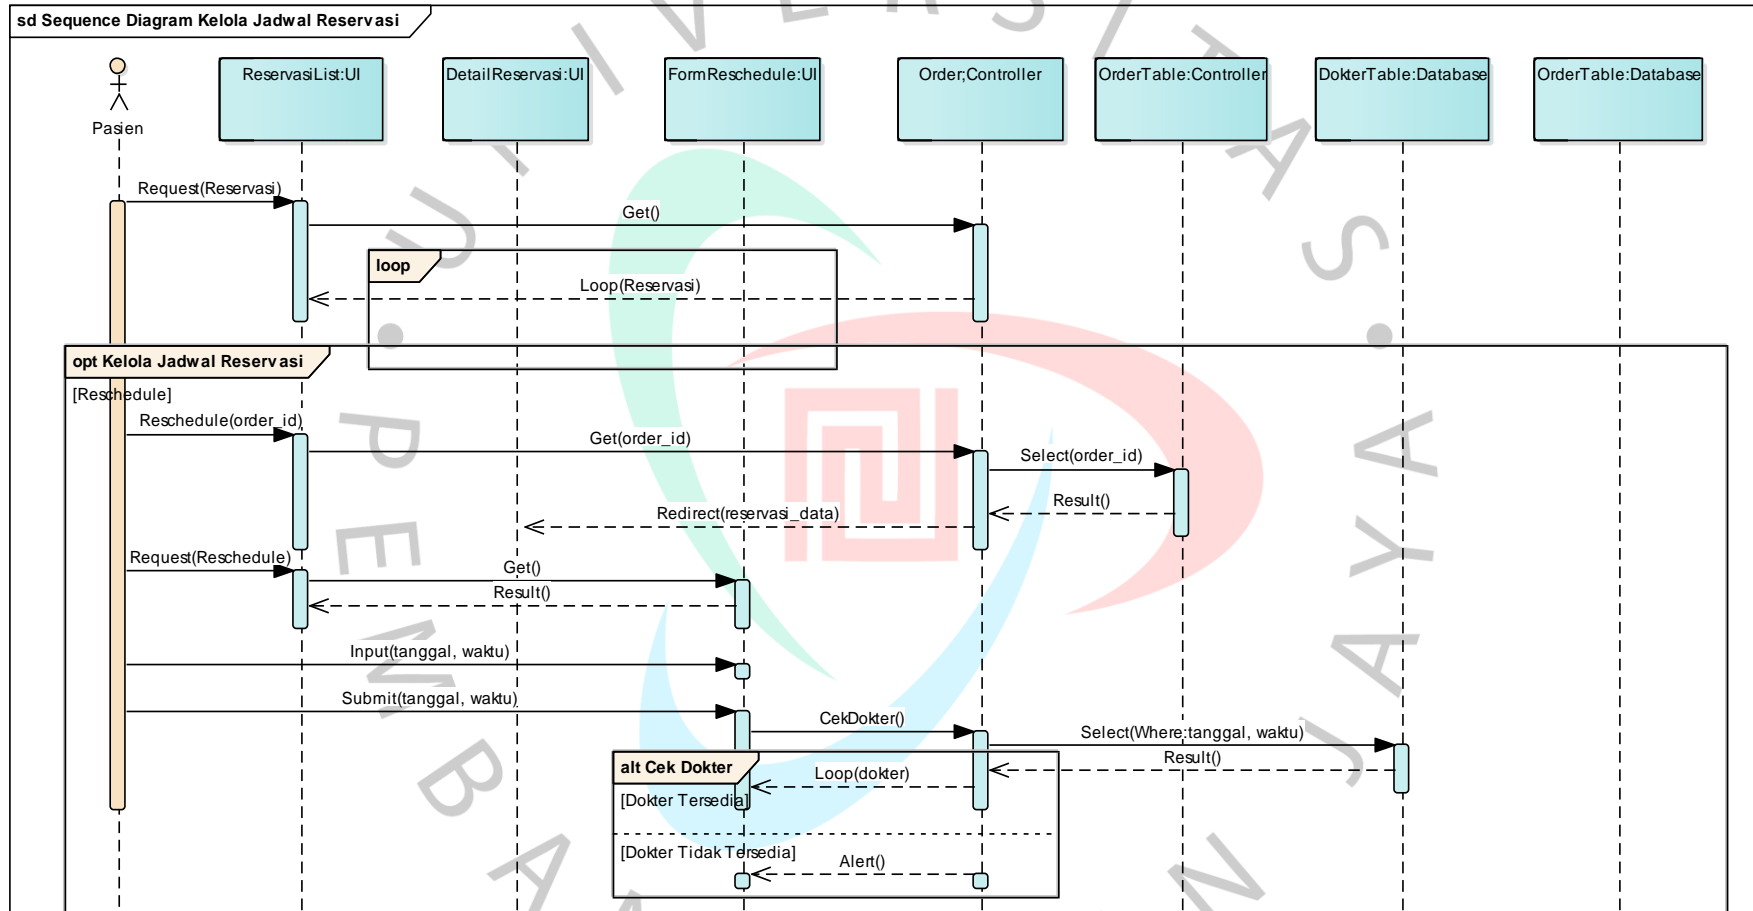 sd Sequence Diagram Kelola Jadwal Reservasi
Pasien
ReservasiList:UI
DetailReservasi:UI
FormReschedule:UI
Order;Controller
OrderTable:Controller
DokterTable:Database
OrderTable:Database
Request(Reservasi)
Get()
loop
Loop(Reservasi)
opt Kelola Jadwal Reservasi
[Reschedule]
Reschedule(order_id)
Get(order_id)
Select(order_id)
Result()
Redirect(reservasi_data)
Request(Reschedule)
Get()
Result()
Input(tanggal, waktu)
Submit(tanggal, waktu)
CekDokter()
Select(Where:tanggal, waktu)
Result()
alt Cek Dokter
Loop(dokter)
[Dokter Tersedia]
[Dokter Tidak Tersedia]
Alert()